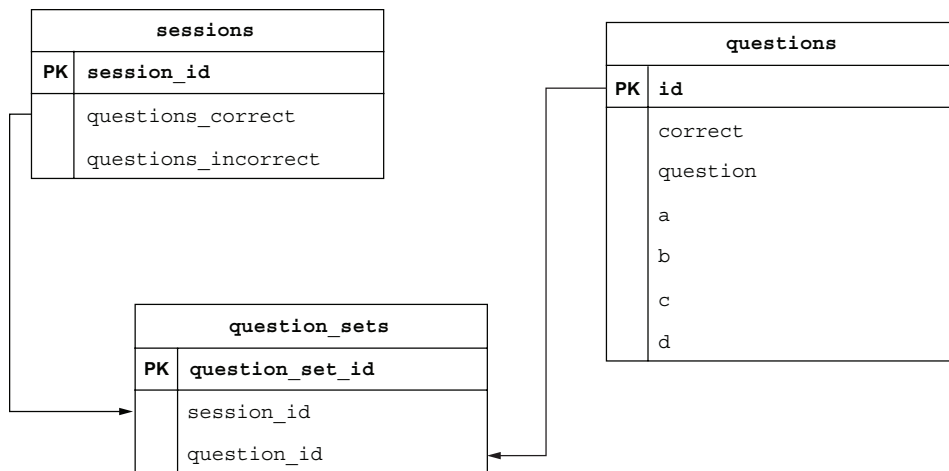 sessions
PK session_id
questions_correct
questions_incorrect
questions
PK id
correct
question
a
b
c
d
question_sets
PK question_set_id
session_id
question_id